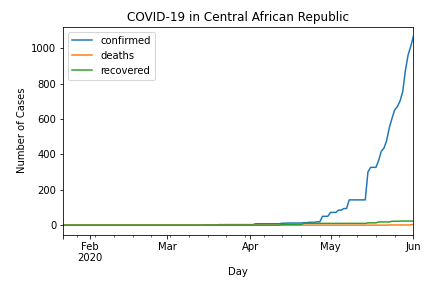 COVID-19 in Central African Republic
confirmed
deaths
recovered
Number of Cases
1000
800
600
400
200
0
Feb
2020
Mar
Apr
May
Jun
Day